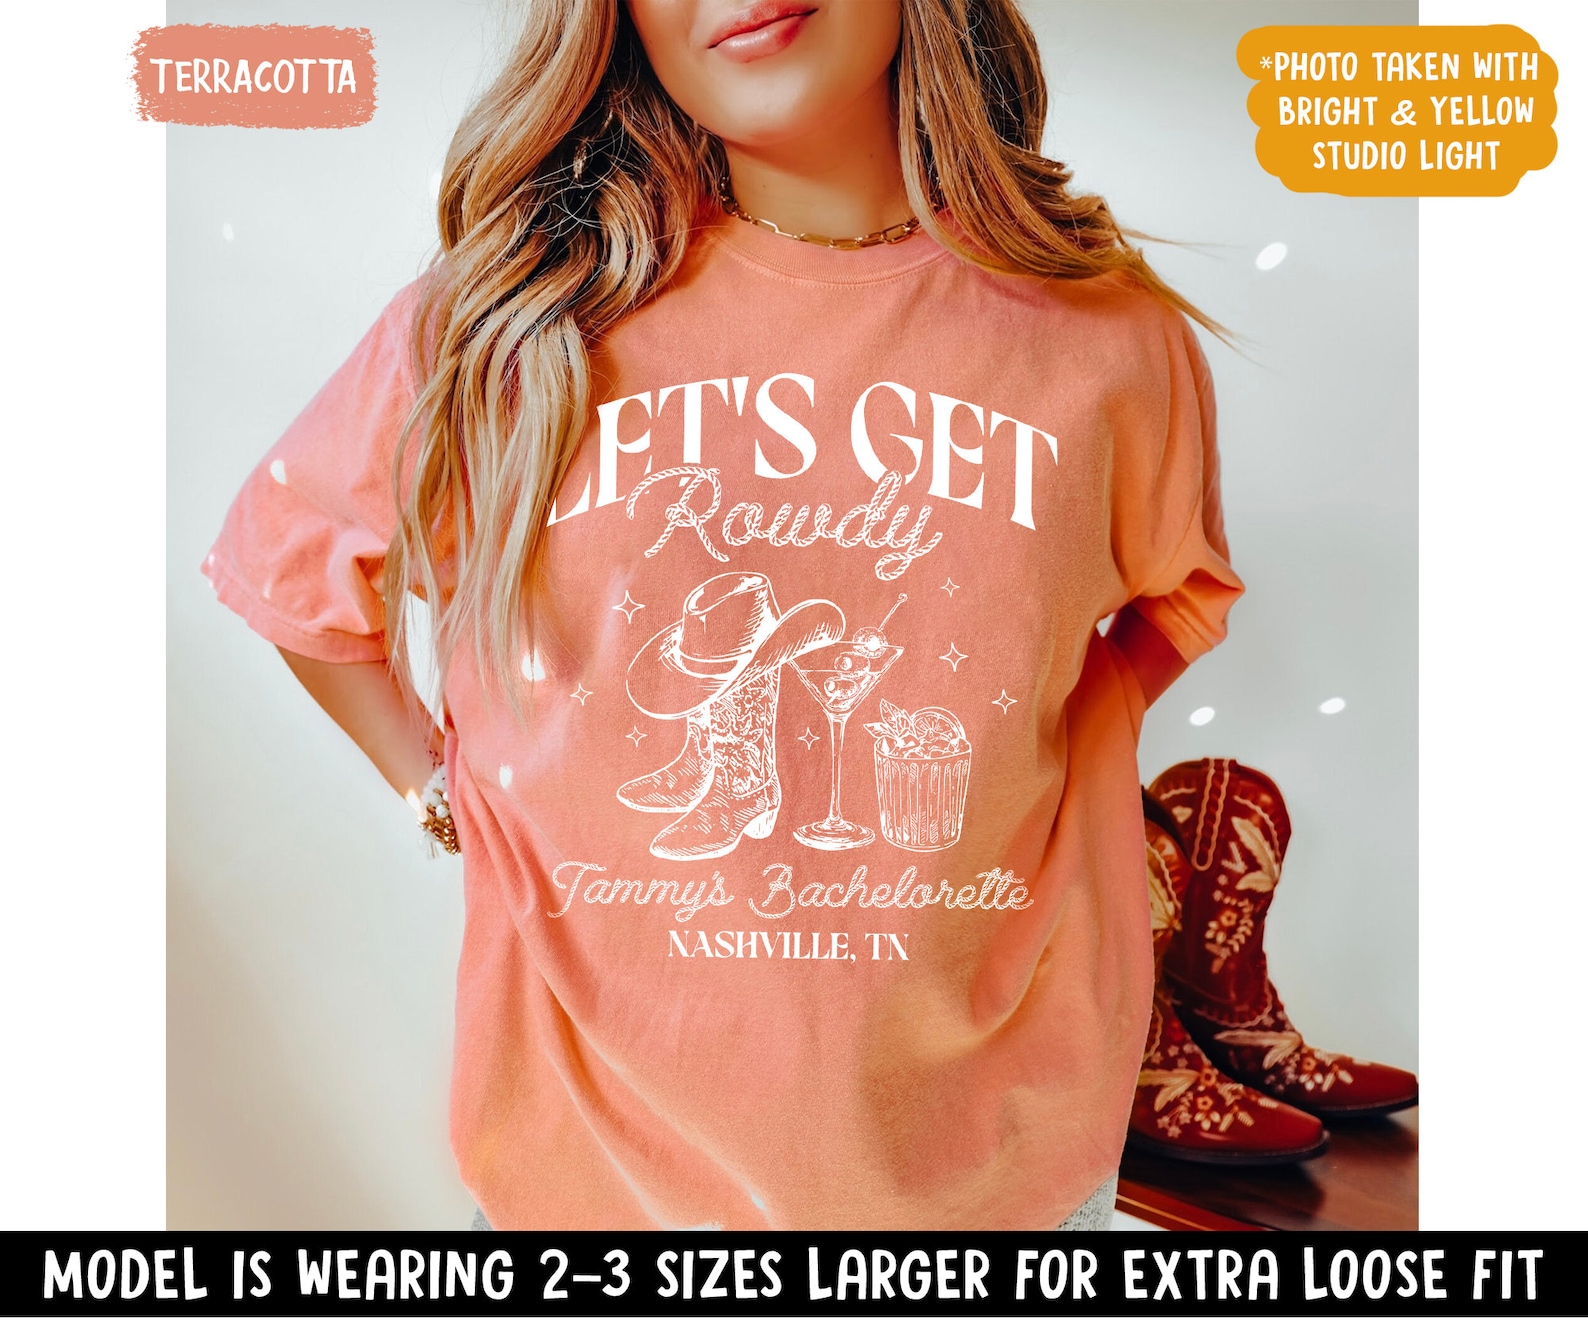 TERRACOTTA
*PHOTO TAKEN WITH
BRIGHT & YELLOW
STUDIO LIGHT
LET'S GET
Rowdy
Tammy's Bachelorette
NASHVILLE, TN
MODEL IS WEARING 2-3 SIZES LARGER FOR EXTRA LOOSE FIT